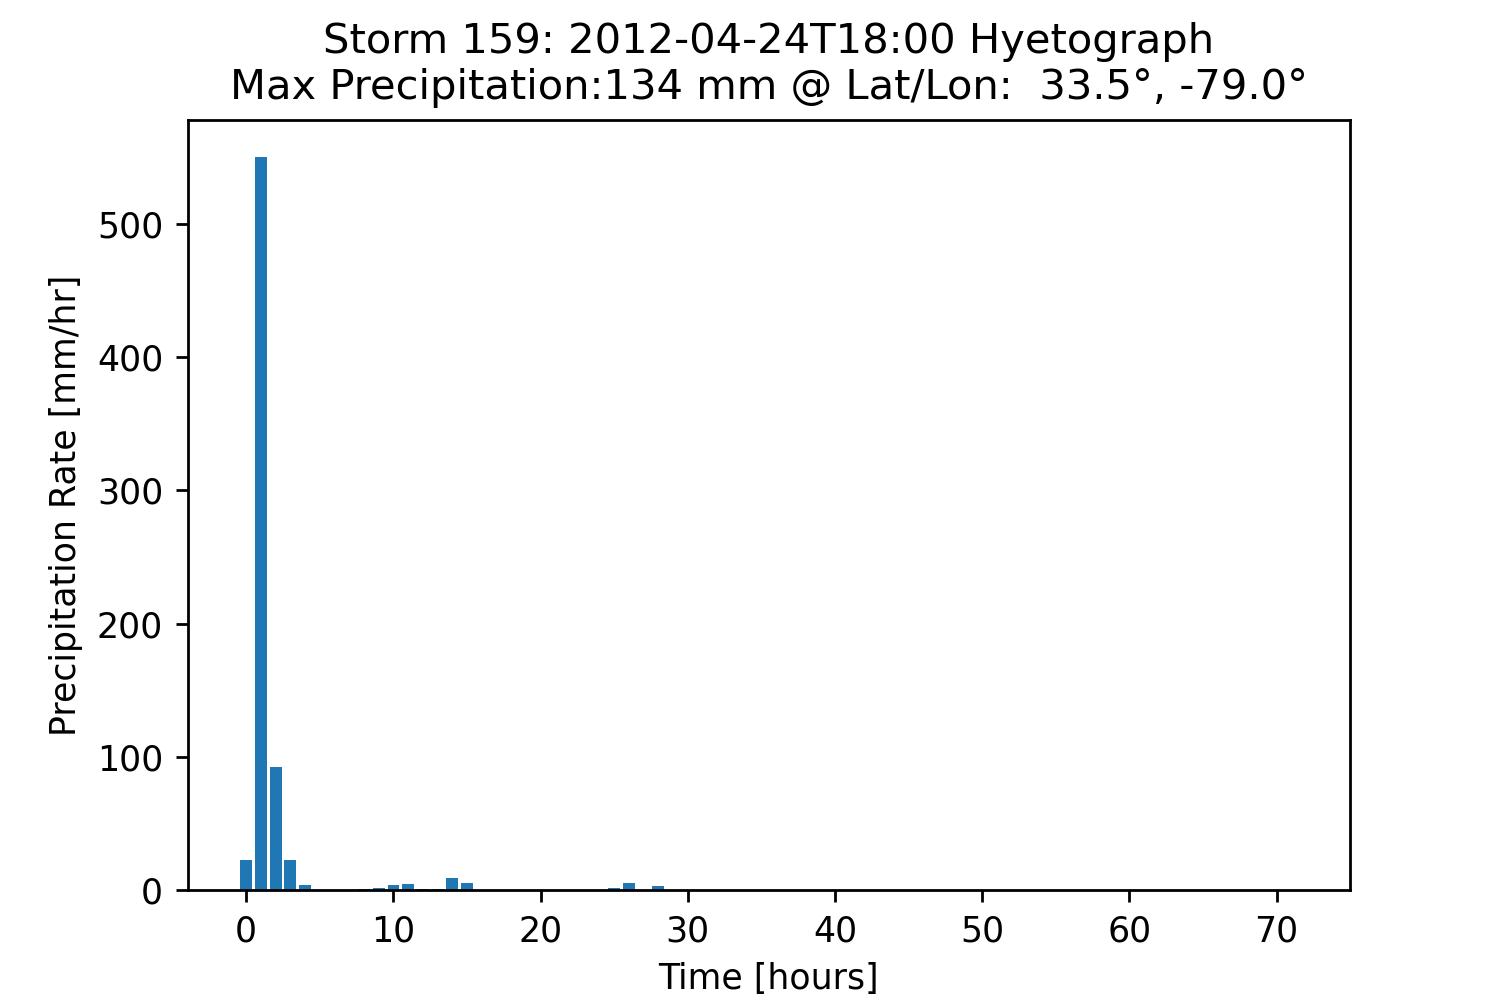 Storm 159: 2012-04-24T18:00 Hyetograph
Max Precipitation:134 mm @ Lat/Lon:  33.5°, -79.0°
Precipitation Rate [mm/hr]
500
400
300
200
100
0
0 10 20 30 40 50 60 70
Time [hours]